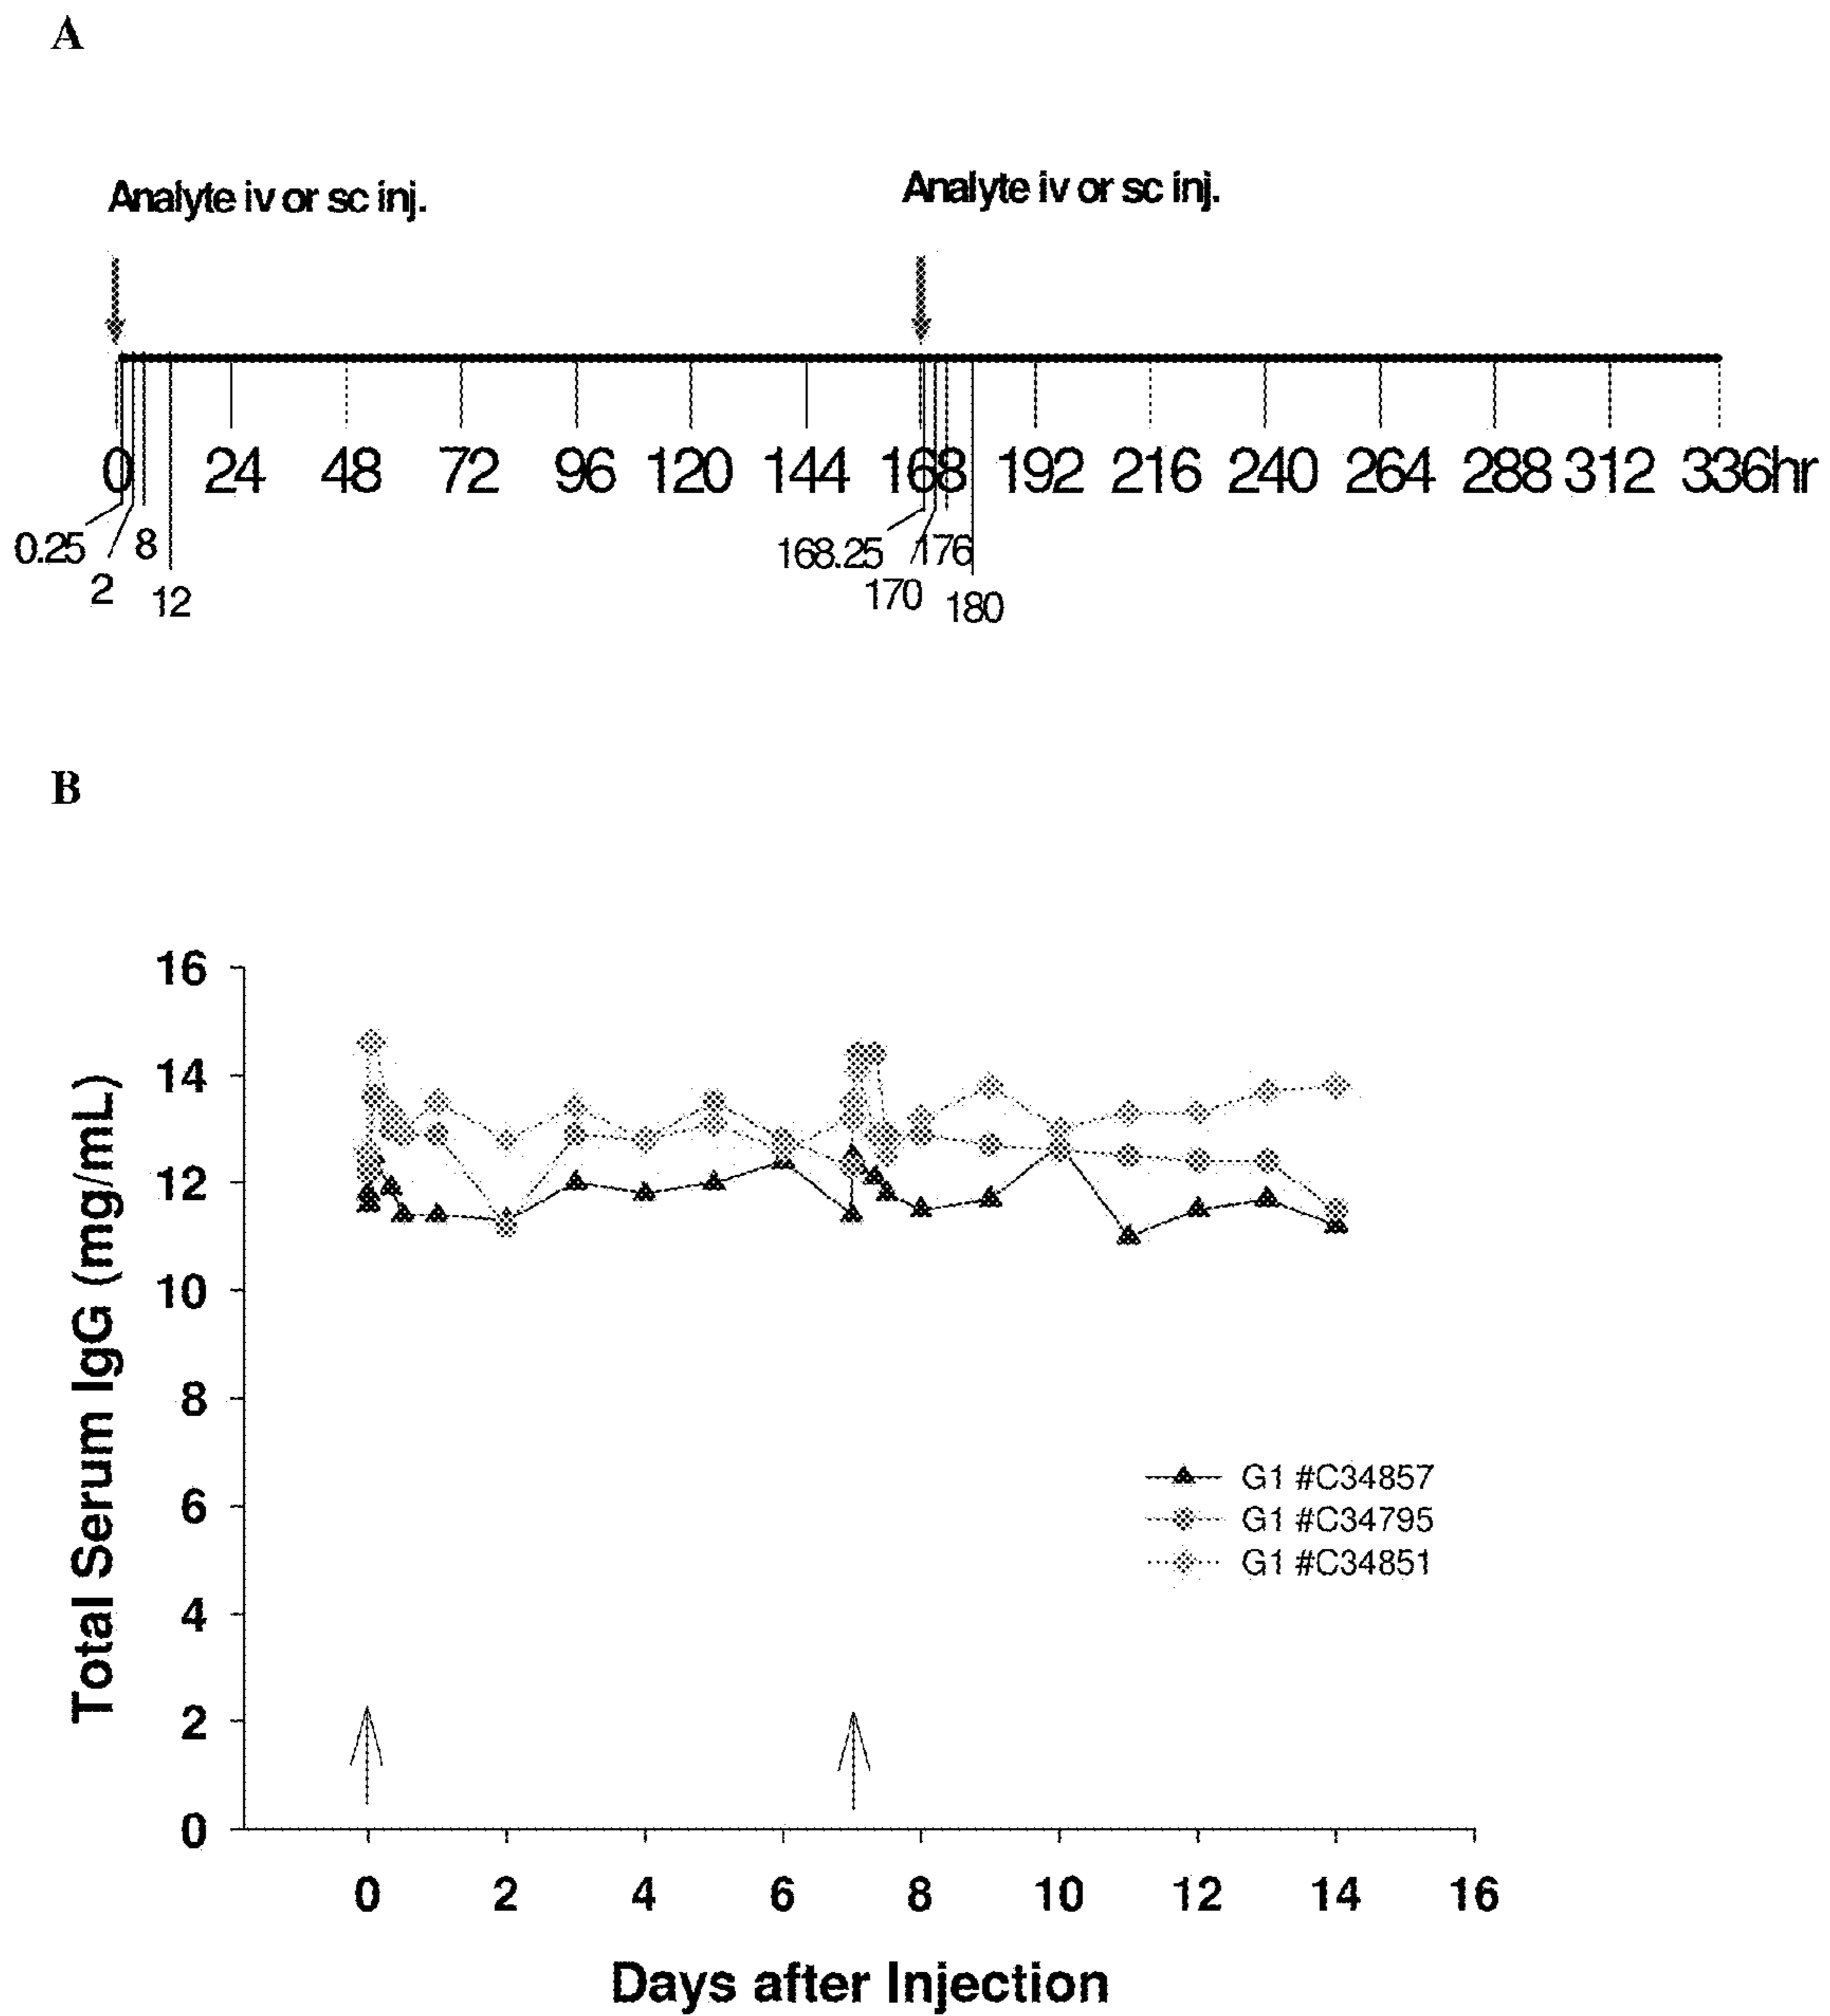 A
Analyte iv or sc inj. Analyte iv or sc inj.
0 24 48 72 96 120 144 168 192 216 240 264 288 312 336hr
0.25 8 168.25 176
2 12 170 180
B
16
14
12
10
8
6
4
2
0
Total Serum IgG (mg/mL)
G1 #C34857
G1 #C34795
G1 #C34851
0 2 4 6 8 10 12 14 16
Days after Injection